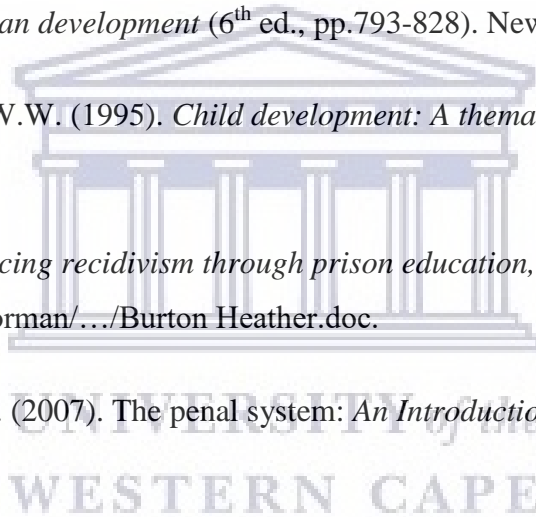 an development (6th ed., pp.793-828). New
W.W. (1995). Child development: A thema
cing recidivism through prison education,
orman/…/Burton Heather.doc.
. (2007). The penal system: An Introductio
UNIVERSITY of the
WESTERN CAPE